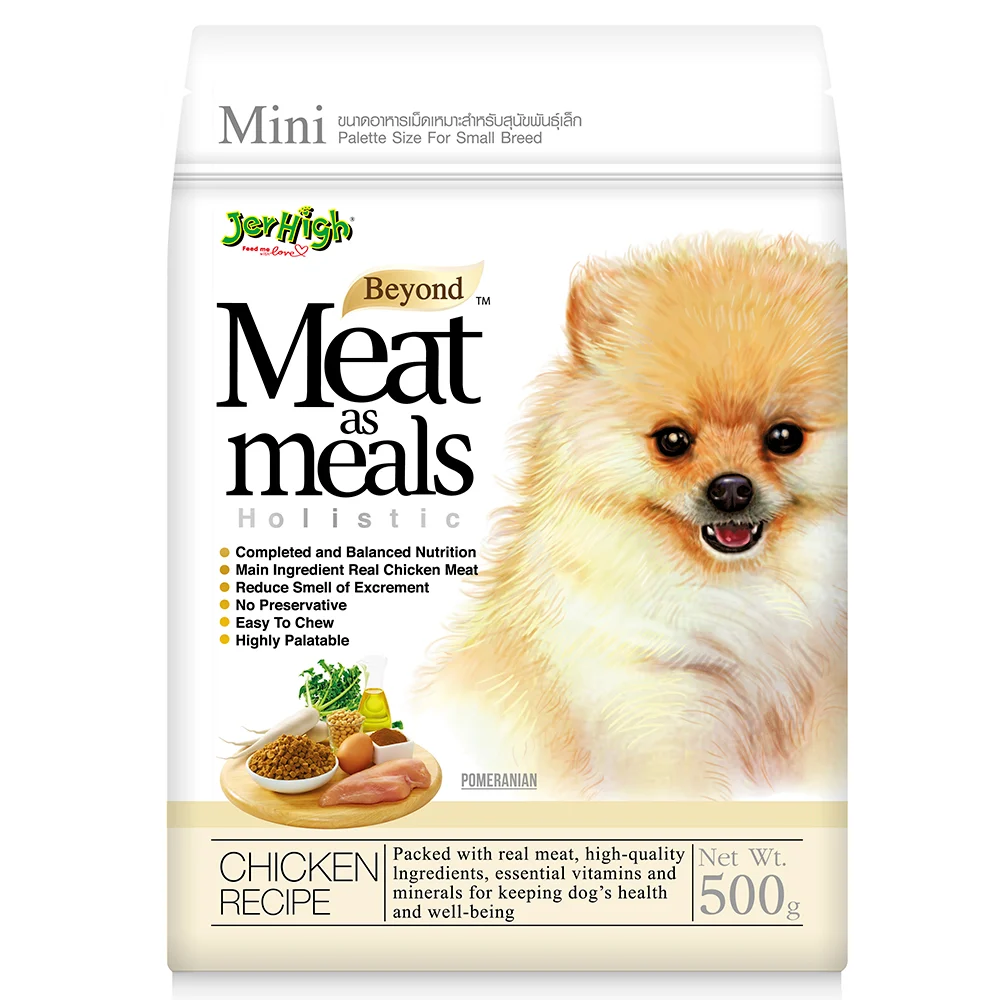 Mini
ขนาดอาหารเม็ดเหมาะสำหรับสุนัขพันธุ์เล็ก
Palette Size For Small Breed
JerHigh®
Feed me
with love
Beyond
™
Meat
as
meals
Holistic
Completed and Balanced Nutrition
Main Ingredient Real Chicken Meat
Reduce Smell of Excrement
No Preservative
Easy To Chew
Highly Palatable
POMERANIAN
CHICKEN
RECIPE
Packed with real meat, high-quality
Ingredients, essential vitamins and
minerals for keeping dog's health
and well-being
Net Wt.
500g